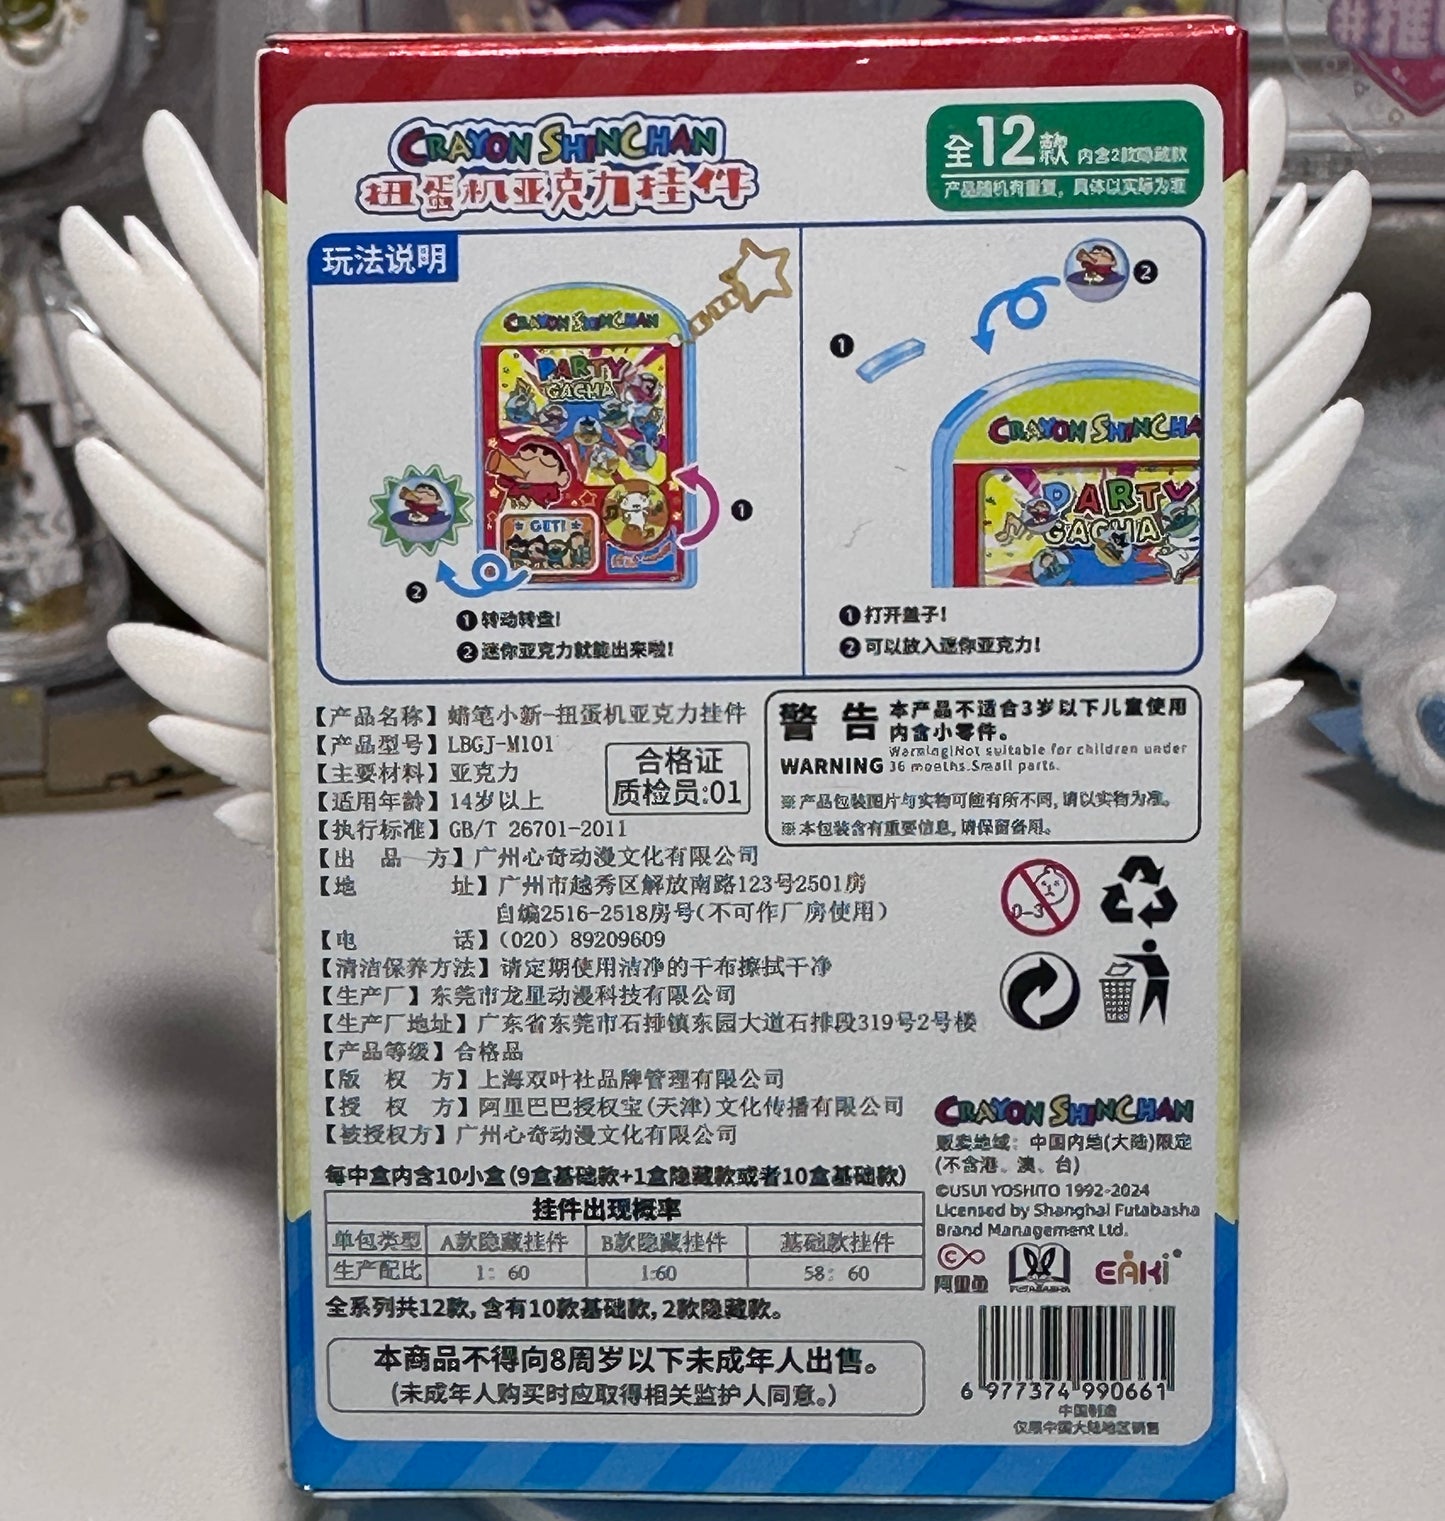 CRAYON SHINCHAN
扭蛋机亚克力挂件
全12款 内含2款隐藏款
产品随机有重复，具体以实际为准
玩法说明
CRAYON SHINCHAN
PARTY
GACHA
GET!
1
2
❶转动转盘!
❷迷你亚克力就能出来啦!
1
2
CRAYON SHINCHA
PARTY
GACHA
❶打开盖子!
❷可以放入迷你亚克力!
【产品名称】蜡笔小新-扭蛋机亚克力挂件
【产品型号】LBGJ-M101
【主要材料】亚克力
【适用年龄】14岁以上
【执行标准】GB/T 26701-2011
合格证
质检员:01
警告 本产品不适合3岁以下儿童使用
内含小零件。
WARNING Warning!Not suitable for children under
36 months.Small parts.
※产品包装图片与实物可能有所不同,请以实物为准。
※本包装含有重要信息,请保留备用。
【出品方】广州心奇动漫文化有限公司
【地址】广州市越秀区解放南路123号2501房
自编2516-2518房号(不可作厂房使用)
【电话】(020) 89209609
【清洁保养方法】请定期使用洁净的干布擦拭干净
【生产厂】东莞市龙星动漫科技有限公司
【生产厂地址】广东省东莞市石排镇东园大道石排段319号2号楼
【产品等级】合格品
【版权方】上海双叶社品牌管理有限公司
【授权方】阿里巴巴授权宝(天津)文化传播有限公司
【被授权方】广州心奇动漫文化有限公司
0-3
每中盒内含10小盒(9盒基础款+1盒隐藏款或者10盒基础款)
挂件出现概率
单包类型 A款隐藏挂件 B款隐藏挂件 基础款挂件
生产配比 1: 60 1:60 58: 60
全系列共12款,含有10款基础款,2款隐藏款。
本商品不得向8周岁以下未成年人出售。
(未成年人购买时应取得相关监护人同意。)
CRAYON SHINCHAN
贩卖地域: 中国内地(大陆)限定
(不含港、澳、台)
©USUI YOSHITO 1992-2024
Licensed by Shanghai Futabasha
Brand Management Ltd.
阿里鱼
FUTABASHA
EAKI
6 977374 990661
中国制造
仅限中国大陆地区销售